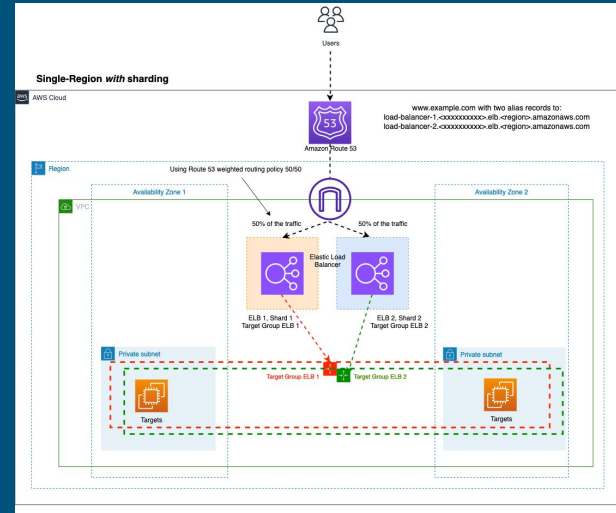 Users
Single-Region with sharding
aws
AWS Cloud
www.example.com with two alias records to:
load-balancer-1.<xxxxxxxxxx>.elb.<region>.amazonaws.com
load-balancer-2.<xxxxxxxxxx>.elb.<region>.amazonaws.com
53
Amazon Route 53
Region
Using Route 53 weighted routing policy 50/50
Availability Zone 1
Availability Zone 2
VPC
50% of the traffic
50% of the traffic
Elastic Load
Balancer
ELB 1, Shard 1
Target Group ELB 1
ELB 2, Shard 2
Target Group ELB 2
Private subnet
Private subnet
Target Group ELB 1
Target Group ELB 2
Targets
Targets